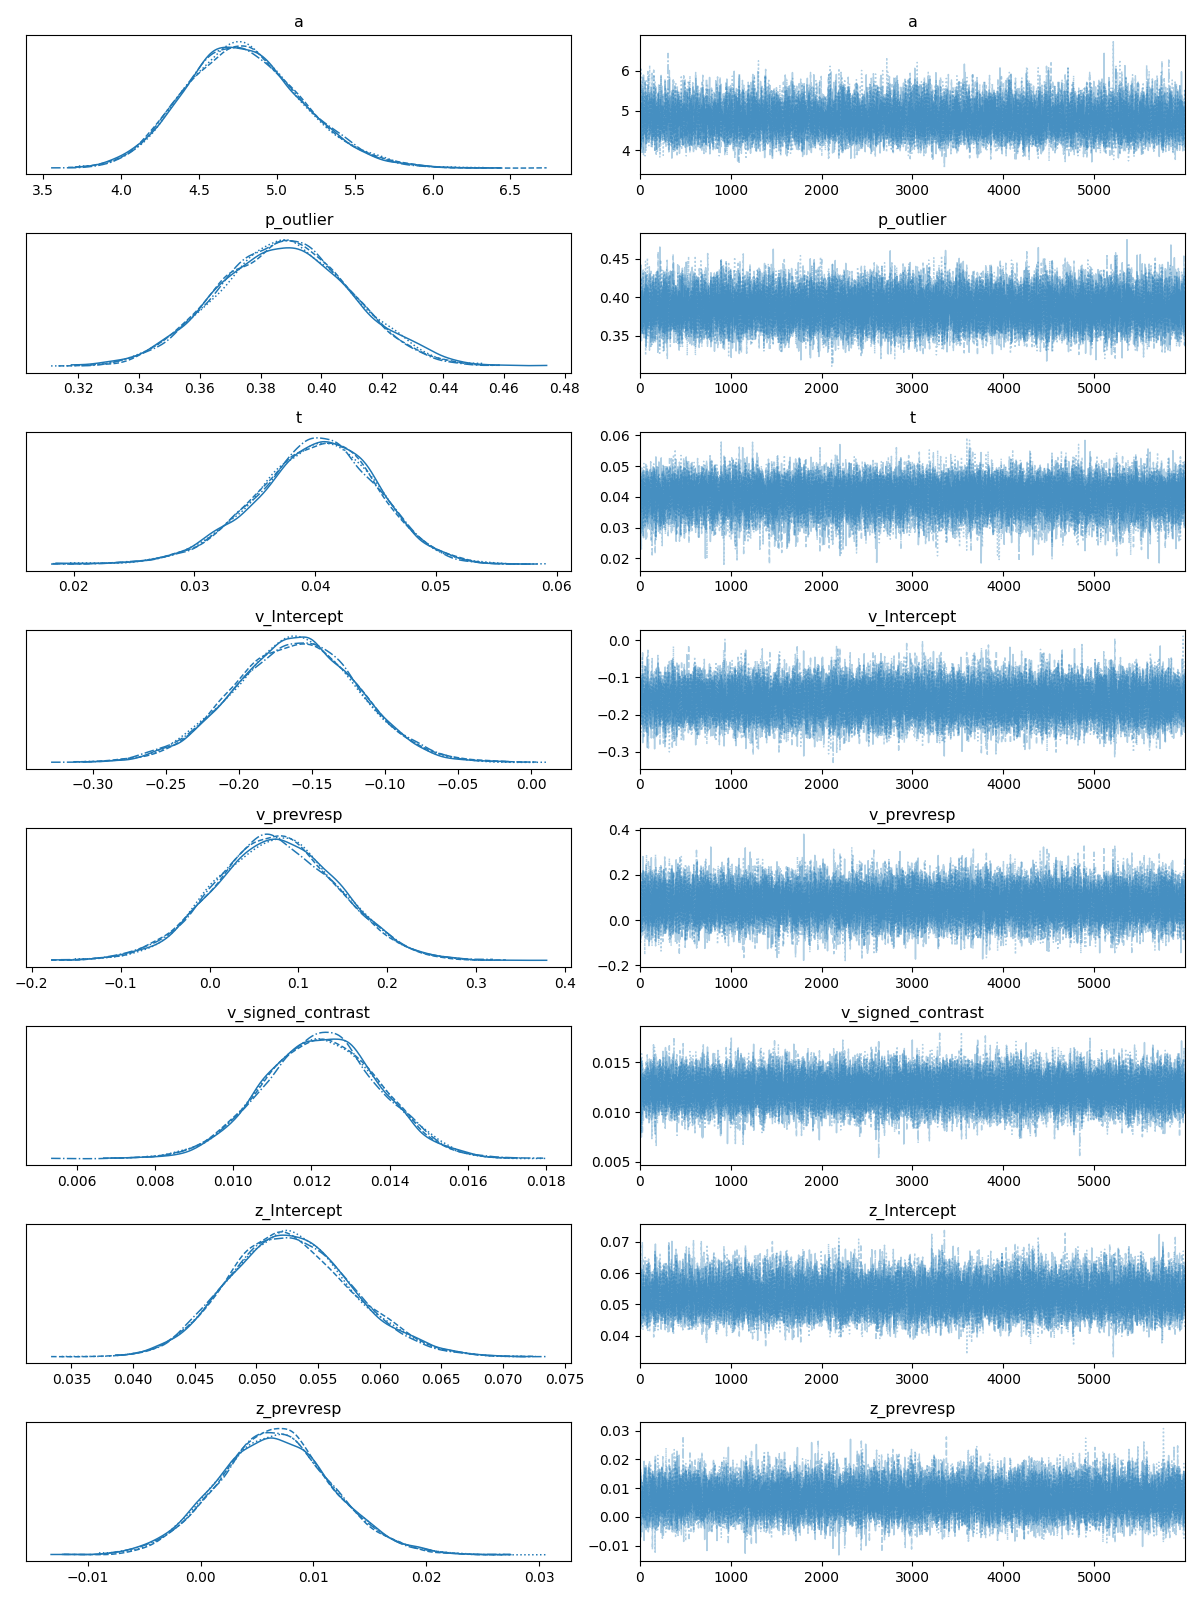 a a
6
5
4
3.5 4.0 4.5 5.0 5.5 6.0 6.5 0 1000 2000 3000 4000 5000
p_outlier p_outlier
0.45
0.40
0.35
0.32 0.34 0.36 0.38 0.40 0.42 0.44 0.46 0.48 0 1000 2000 3000 4000 5000
t t
0.06
0.05
0.04
0.03
0.02
0.02 0.03 0.04 0.05 0.06 0 1000 2000 3000 4000 5000
v_Intercept v_Intercept
0.0
−0.1
−0.2
−0.3
−0.30 −0.25 −0.20 −0.15 −0.10 −0.05 0.00 0 1000 2000 3000 4000 5000
v_prevresp v_prevresp
0.4
0.2
0.0
−0.2
−0.2 −0.1 0.0 0.1 0.2 0.3 0.4 0 1000 2000 3000 4000 5000
v_signed_contrast v_signed_contrast
0.015
0.010
0.005
0.006 0.008 0.010 0.012 0.014 0.016 0.018 0 1000 2000 3000 4000 5000
z_Intercept z_Intercept
0.07
0.06
0.05
0.04
0.035 0.040 0.045 0.050 0.055 0.060 0.065 0.070 0.075 0 1000 2000 3000 4000 5000
z_prevresp z_prevresp
0.03
0.02
0.01
0.00
−0.01
−0.01 0.00 0.01 0.02 0.03 0 1000 2000 3000 4000 5000